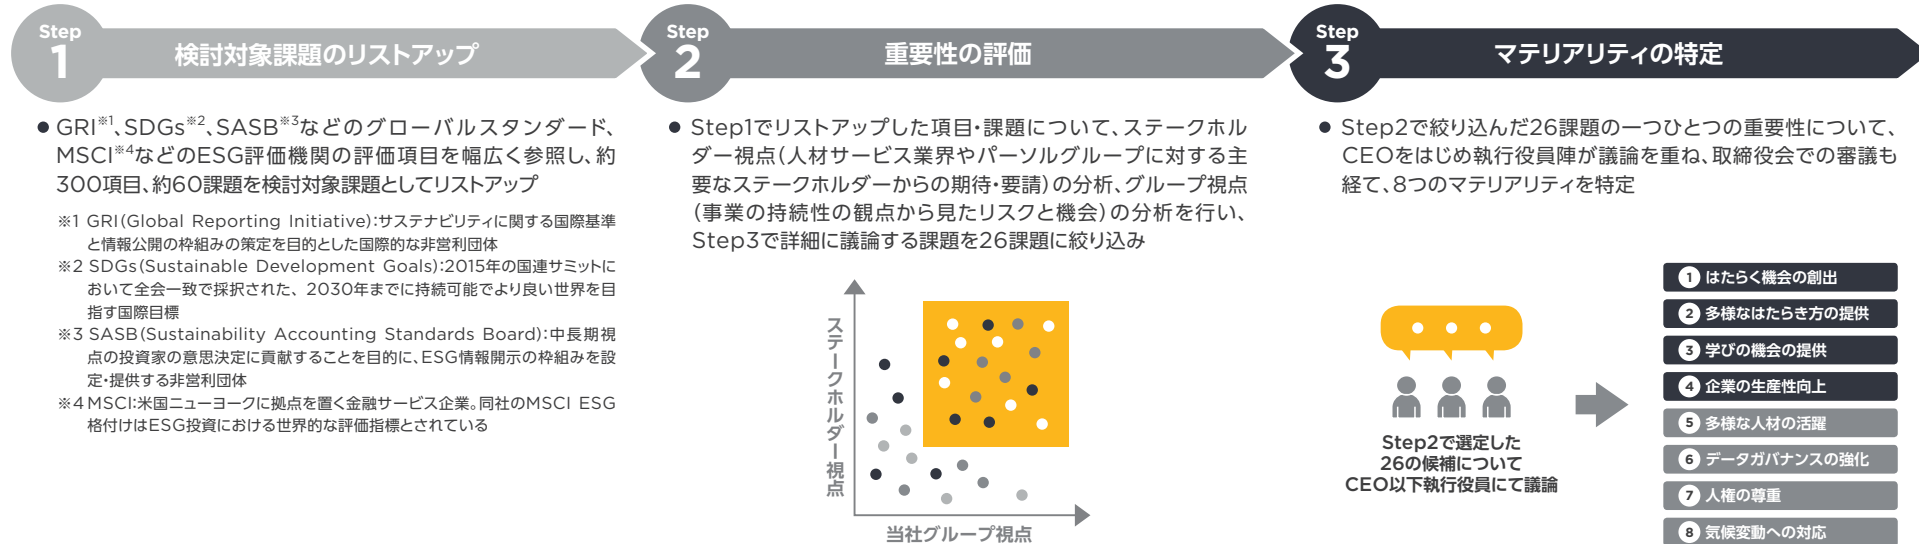 Step
1
検討対象課題のリストアップ
● GRI※1、SDGs※2、SASB※3などのグローバルスタンダード、
MSCI※4などのESG評価機関の評価項目を幅広く参照し、約
300項目、約60課題を検討対象課題としてリストアップ
※1 GRI(Global Reporting Initiative):サステナビリティに関する国際基準
と情報公開の枠組みの策定を目的とした国際的な非営利団体
※2 SDGs(Sustainable Development Goals):2015年の国連サミットに
おいて全会一致で採択された、2030年までに持続可能でより良い世界を目
指す国際目標
※3 SASB(Sustainability Accounting Standards Board):中長期視
点の投資家の意思決定に貢献することを目的に、ESG情報開示の枠組みを設
定・提供する非営利団体
※4 MSCI:米国ニューヨークに拠点を置く金融サービス企業。同社のMSCI ESG
格付けはESG投資における世界的な評価指標とされている
Step
2
重要性の評価
● Step1でリストアップした項目・課題について、ステークホル
ダー視点(人材サービス業界やパーソルグループに対する主
要なステークホルダーからの期待・要請)の分析、グループ視点
(事業の持続性の観点から見たリスクと機会)の分析を行い、
Step3で詳細に議論する課題を26課題に絞り込み
ステークホルダー視点
当社グループ視点
Step
3
マテリアリティの特定
● Step2で絞り込んだ26課題の一つひとつの重要性について、
CEOをはじめ執行役員陣が議論を重ね、取締役会での審議も
経て、8つのマテリアリティを特定
Step2で選定した
26の候補について
CEO以下執行役員にて議論
1 はたらく機会の創出
2 多様なはたらき方の提供
3 学びの機会の提供
4 企業の生産性向上
5 多様な人材の活躍
6 データガバナンスの強化
7 人権の尊重
8 気候変動への対応